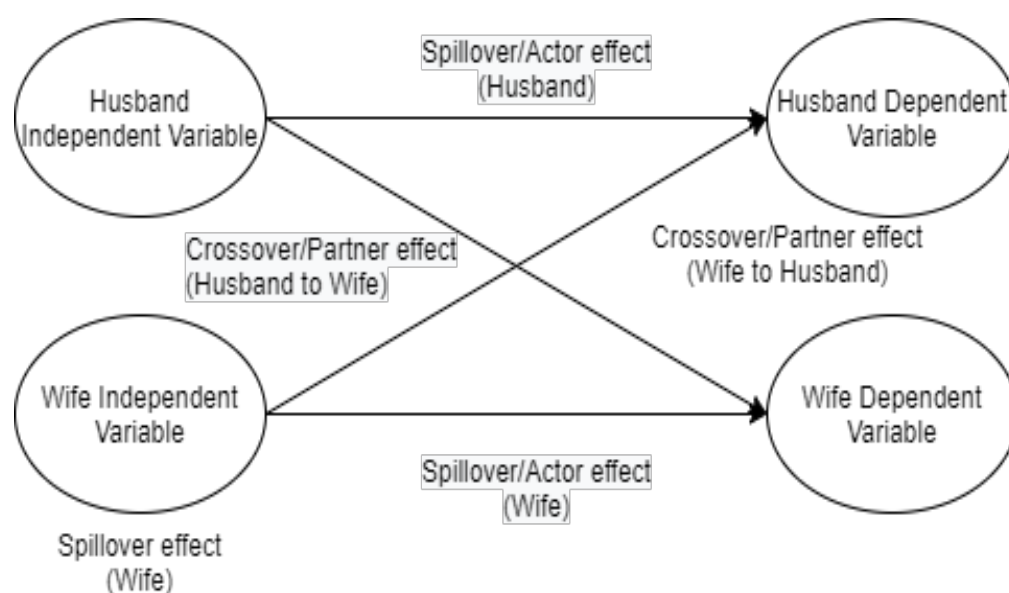 Spillover/Actor effect
(Husband)
Husband
Independent Variable
Husband Dependent
Variable
Crossover/Partner effect
(Husband to Wife)
Crossover/Partner effect
(Wife to Husband)
Wife Independent
Variable
Wife Dependent
Variable
Spillover/Actor effect
(Wife)
Spillover effect
(Wife)